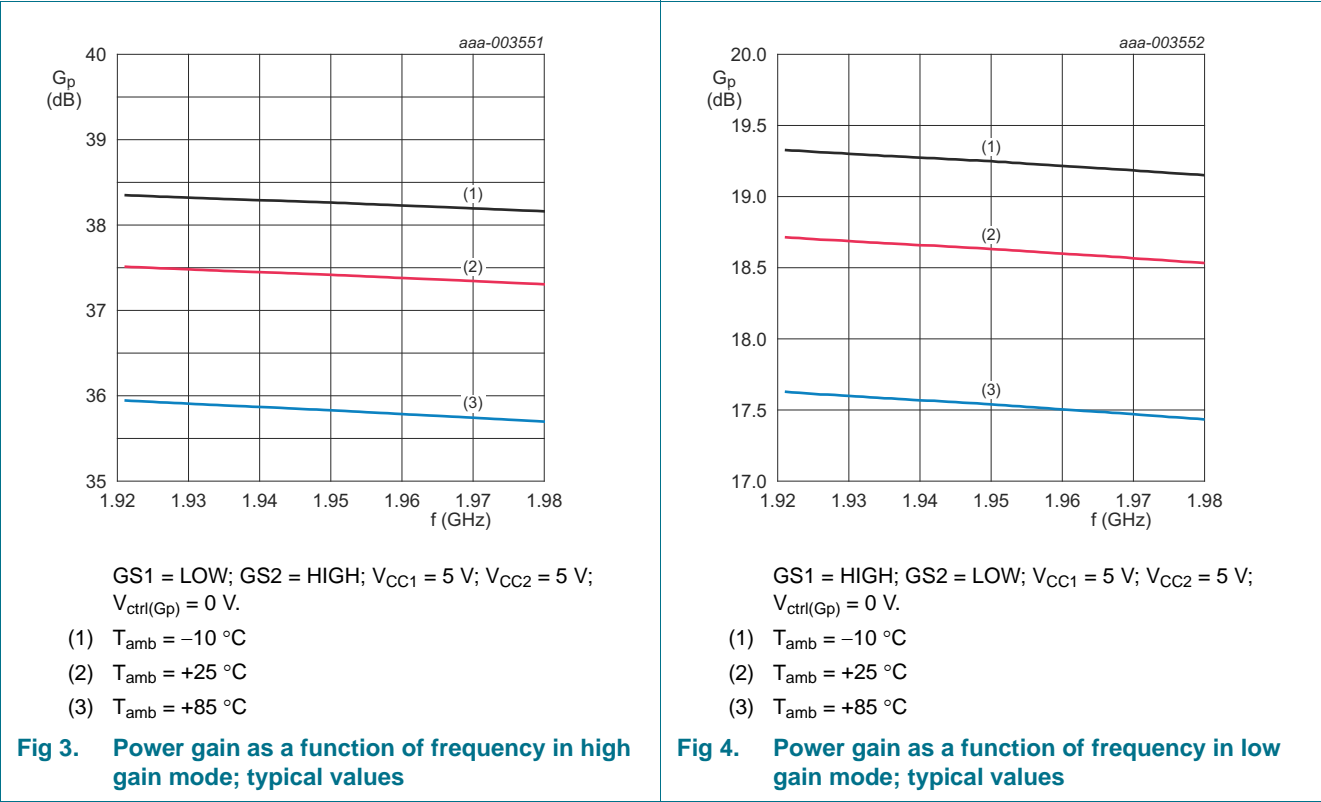 aaa-003551
40
Gp
(dB)
39
(1)
38
(2)
37
36
(3)
35
1.92 1.93 1.94 1.95 1.96 1.97 1.98
f (GHz)
GS1 = LOW; GS2 = HIGH; VCC1 = 5 V; VCC2 = 5 V;
Vctrl(Gp) = 0 V.
(1) Tamb = −10 °C
(2) Tamb = +25 °C
(3) Tamb = +85 °C
Fig 3. Power gain as a function of frequency in high
gain mode; typical values
aaa-003552
20.0
Gp
(dB)
19.5
(1)
19.0
(2)
18.5
18.0
(3)
17.5
17.0
1.92 1.93 1.94 1.95 1.96 1.97 1.98
f (GHz)
GS1 = HIGH; GS2 = LOW; VCC1 = 5 V; VCC2 = 5 V;
Vctrl(Gp) = 0 V.
(1) Tamb = −10 °C
(2) Tamb = +25 °C
(3) Tamb = +85 °C
Fig 4. Power gain as a function of frequency in low
gain mode; typical values